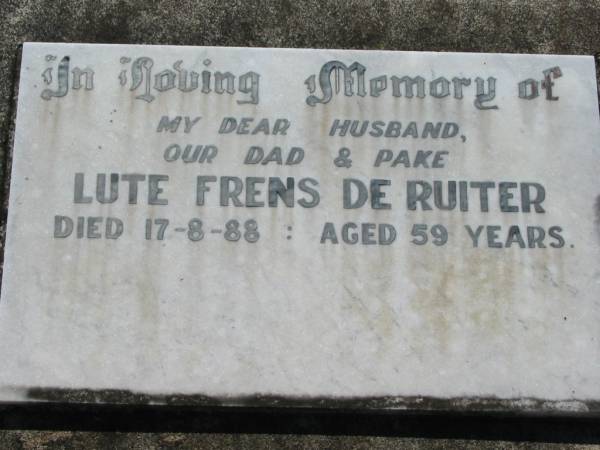 In Loving Memory of
MY DEAR HUSBAND,
OUR DAD & PAKE
LUTE FRENS DE RUITER
DIED 17-8-88 : AGED 59 YEARS.